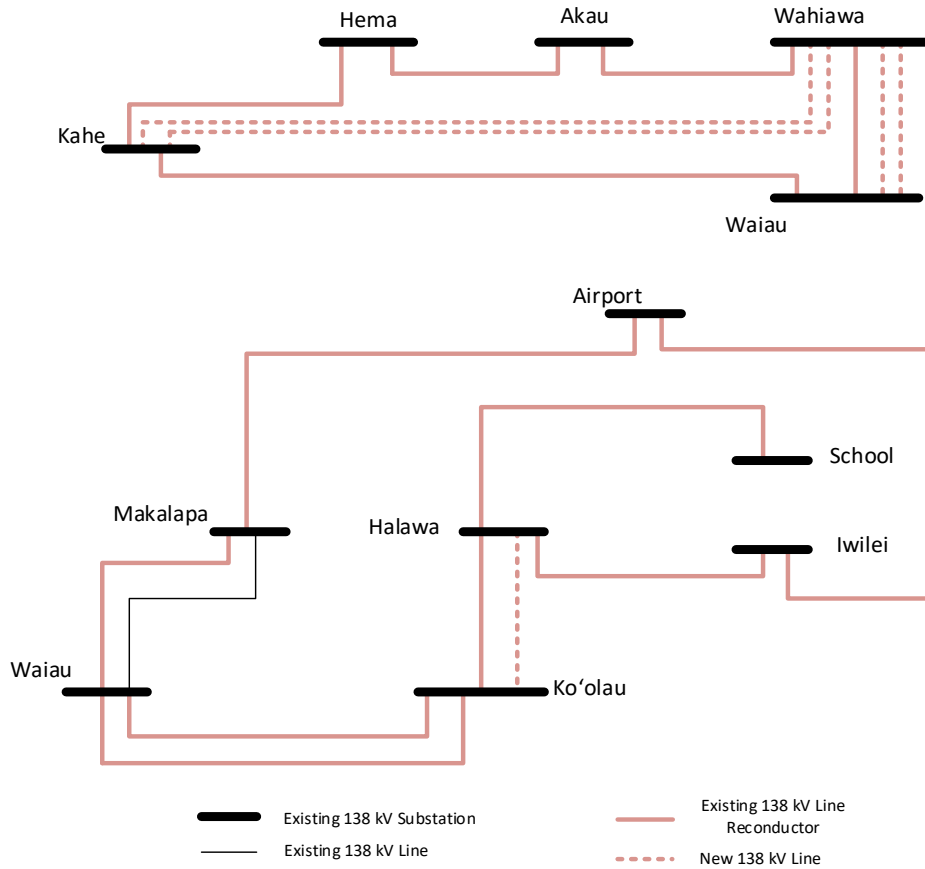 Hema
Akau
Wahiawa
Kahe
Waiau
Airport
School
Makalapa
Halawa
Iwilei
Waiau
Koʻolau
Existing 138 kV Substation
Existing 138 kV Line
Existing 138 kV Line
Reconductor
New 138 kV Line